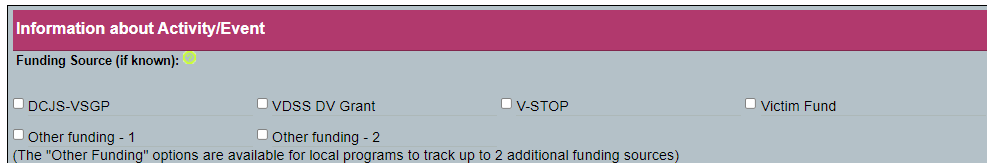 Information about Activity/Event
Funding Source (if known):
DCJS-VSGP VDSS DV Grant V-STOP Victim Fund
Other funding - 1 Other funding - 2
(The "Other Funding" options are available for local programs to track up to 2 additional funding sources)